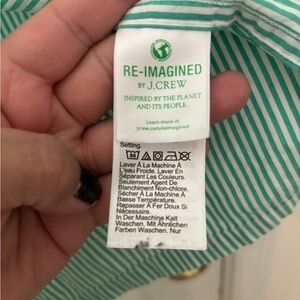 RE-IMAGINED
BY J.CREW
INSPIRED BY THE PLANET
AND ITS PEOPLE.
Learn more at
jcrew.com/reimagined
Setting.
Laver À La Machine À
L'eau Froide. Laver En
Séparant Les Couleurs.
Seulement Agent De
Blanchiment Non-chlore.
Sécher À La Machine À
Basse Température.
Repasser À Fer Doux Si
Nécessaire.
In Der Maschine Kalt
Waschen. Mit Ähnlichen
Farben Waschen. Nur